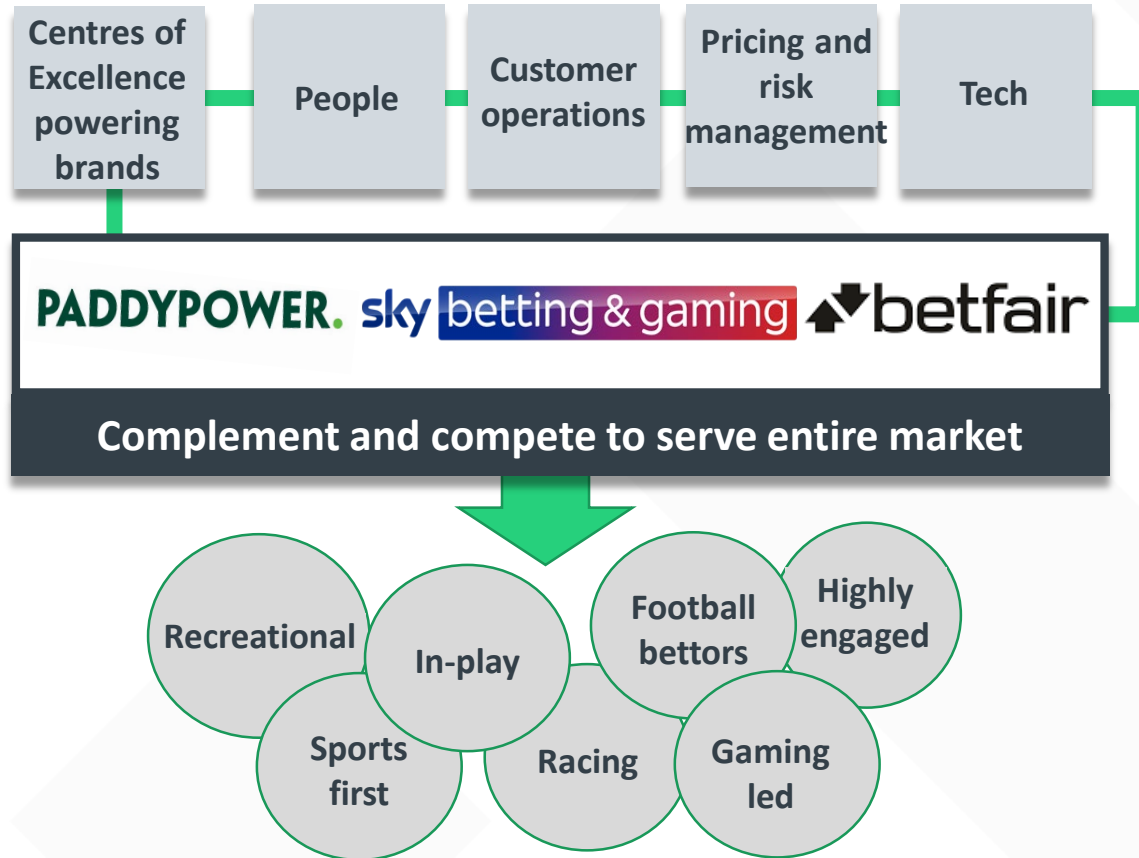 Centres of
Excellence
powering
brands
People
Customer
operations
Pricing and
risk
management
Tech
PADDYPOWER. sky betting & gaming betfair
Complement and compete to serve entire market
Recreational
In-play
Football
bettors
Highly
engaged
Sports
first
Racing
Gaming
led